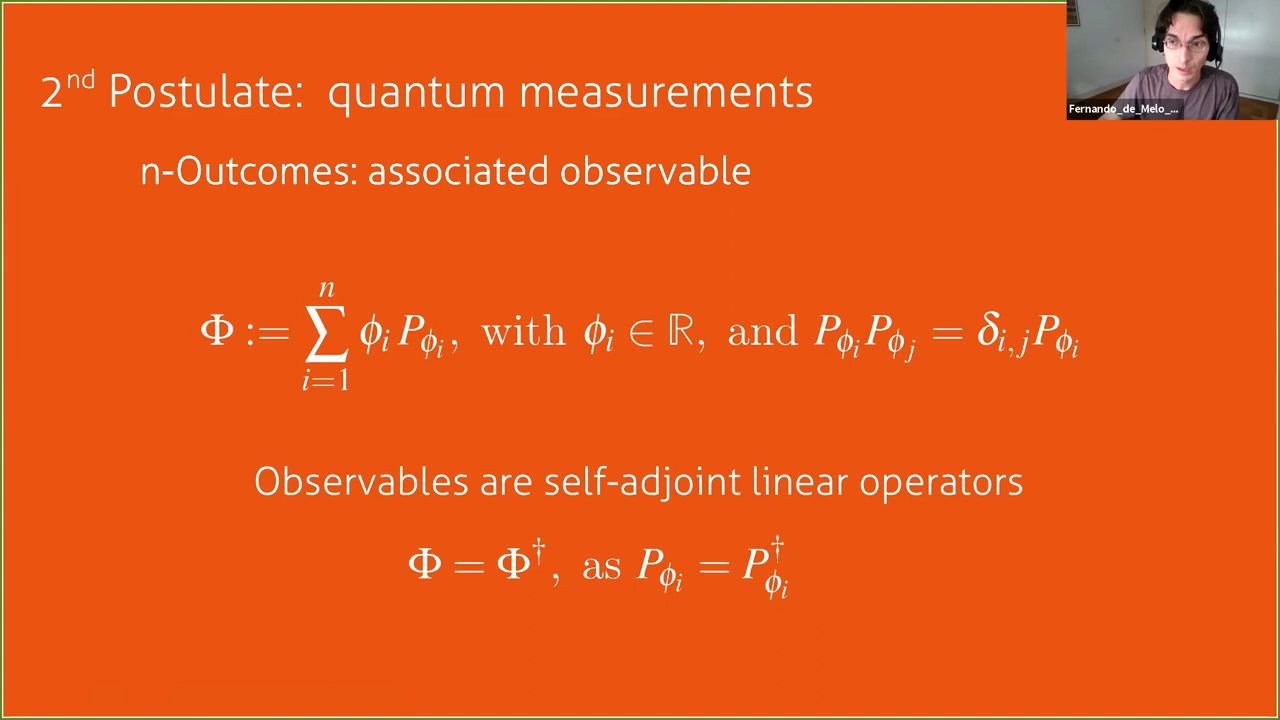 2nd Postulate: quantum measurements
n-Outcomes: associated observable
Φ := ∑_{i=1}^{n} ϕ_i P_{ϕ_i}, with ϕ_i ∈ ℝ, and P_{ϕ_i} P_{ϕ_j} = δ_{i,j} P_{ϕ_i}
Observables are self-adjoint linear operators
Φ = Φ^†, as P_{ϕ_i} = P_{ϕ_i}^†
Fernando_de_Melo_...